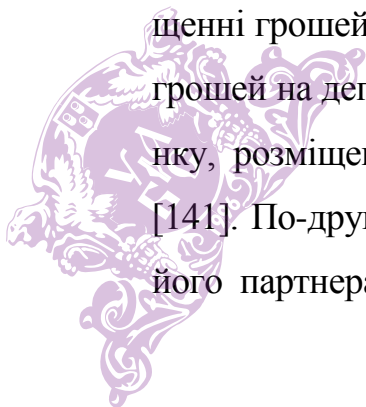 щенні грошей
грошей на деп
нку, розміщен
[141]. По-друг
його партнера